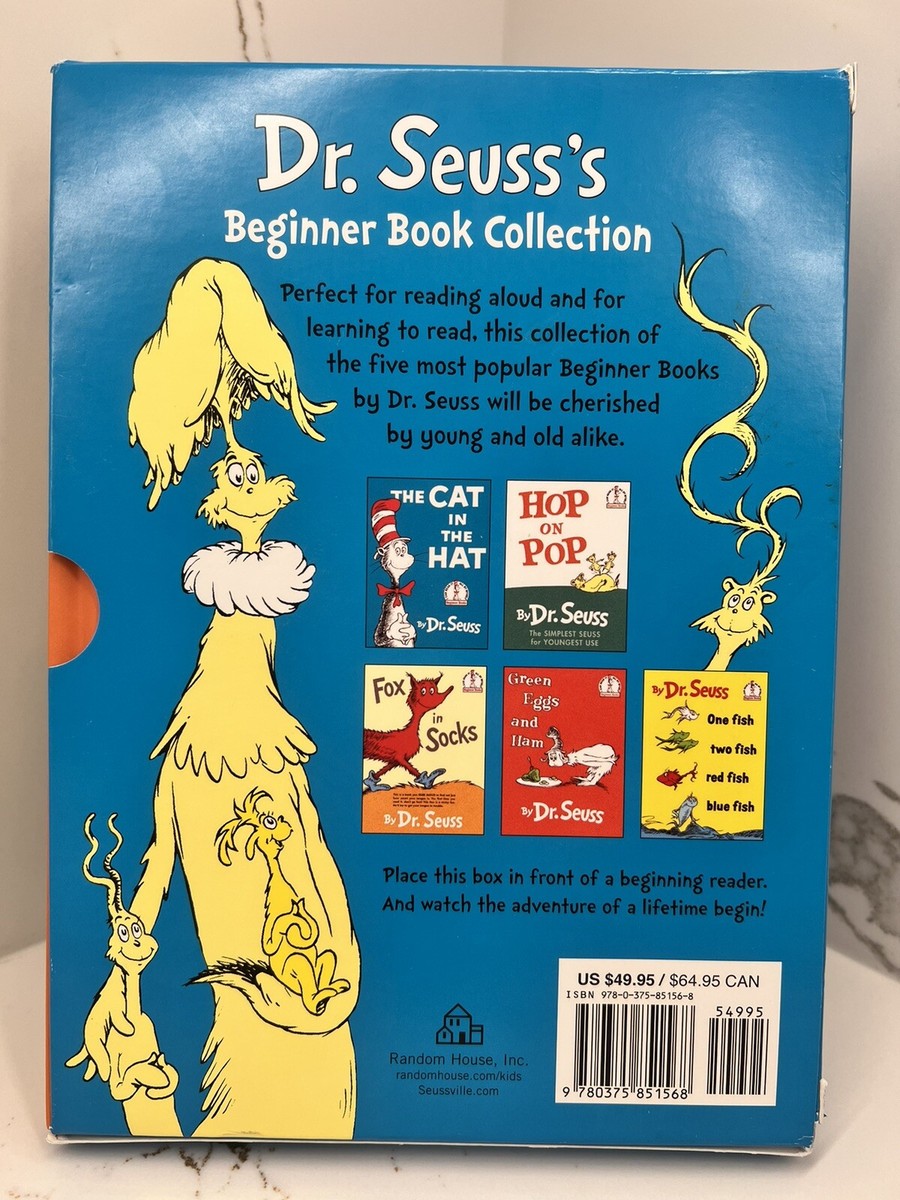 Dr. Seuss's
Beginner Book Collection
Perfect for reading aloud and for
learning to read, this collection of
the five most popular Beginner Books
by Dr. Seuss will be cherished
by young and old alike.
THE CAT
IN
THE
HAT
By Dr. Seuss
HOP
ON
POP
By Dr. Seuss
The SIMPLEST SEUSS
for YOUNGEST USE
Fox
in
Socks
By Dr. Seuss
Green
Eggs
and
Ham
By Dr. Seuss
By Dr. Seuss
One fish
two fish
red fish
blue fish
Place this box in front of a beginning reader.
And watch the adventure of a lifetime begin!
US $49.95 / $64.95 CAN
ISBN 978-0-375-85156-8
54995
9 780375 851568
Random House, Inc.
randomhouse.com/kids
Seussville.com